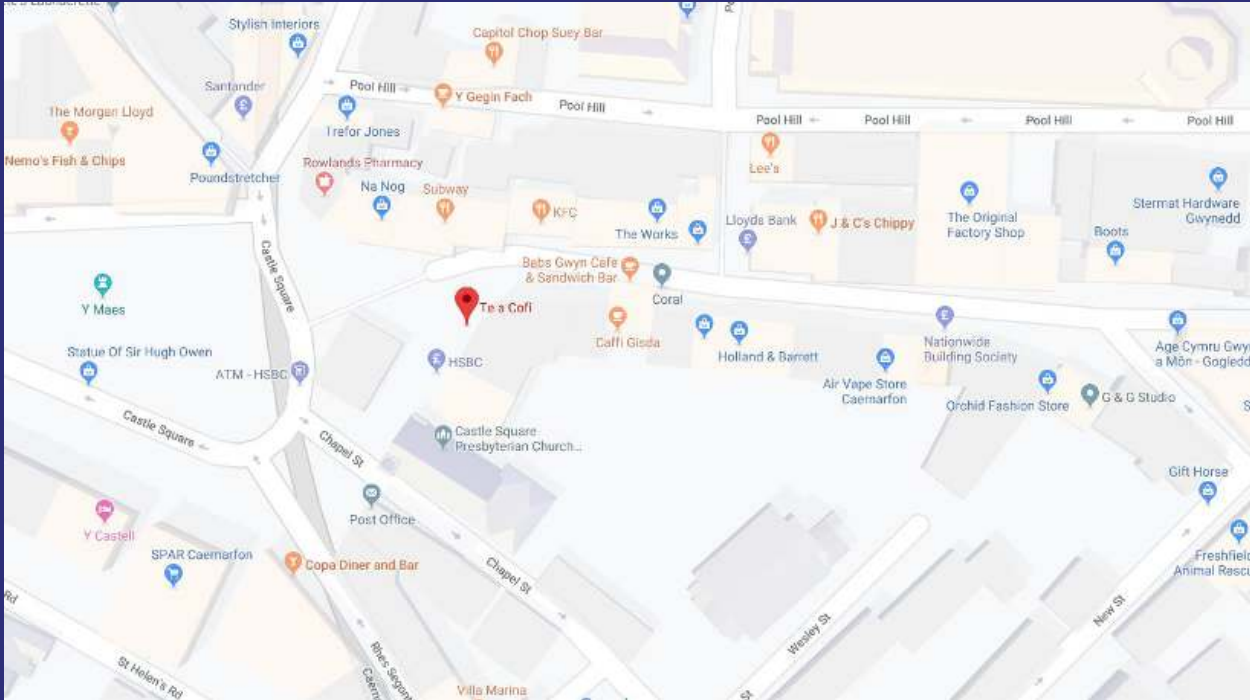 Stylish Interiors
Capitol Chop Suey Bar
Santander
Pool Hill
Y Gegin Fach
Pool Hill
The Morgan Lloyd
Trefor Jones
Pool Hill
Pool Hill
Pool Hill
Pool Hill
Nemo's Fish & Chips
Poundstretcher
Rowlands Pharmacy
Na Nog
Subway
Lee's
KFC
The Works
Lloyds Bank
J & C's Chippy
The Original
Factory Shop
Stermat Hardware
Gwynedd
Boots
Castle Square
Bebs Gwyn Cafe
& Sandwich Bar
Coral
Y Maes
Te a Cofi
Caffi Gisda
Statue Of Sir Hugh Owen
ATM - HSBC
HSBC
Holland & Barrett
Nationwide
Building Society
Age Cymru
a Môn -
Air Vape Store
Caernarfon
Orchid Fashion Store
G & G Studio
Castle Square
Chapel St
Castle Square
Presbyterian Church...
Gift Horse
Post Office
Y Castell
SPAR Caernarfon
Copa Diner and Bar
Chapel St
Freshfield
Animal
Rd
New St
Wesley St
St Helen's Rd
Rhes
Villa Marina
St